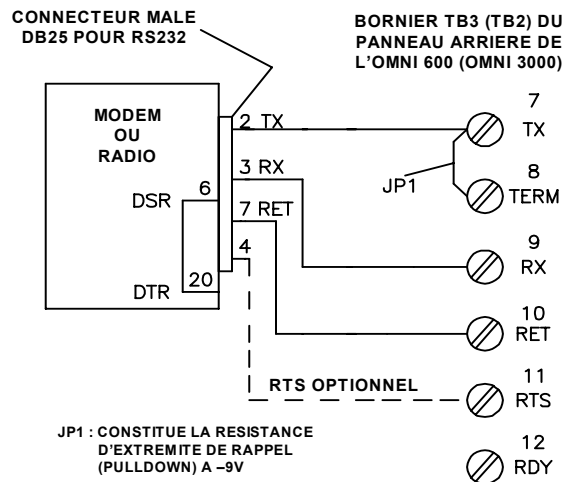 CONNECTEUR MALE
DB25 POUR RS232
BORNIER TB3 (TB2) DU
PANNEAU ARRIERE DE
L'OMNI 600 (OMNI 3000)
MODEM
OU
RADIO
DSR
6
DTR
20
2 TX
3 RX
7 RET
4
JP1
7
TX
8
TERM
9
RX
10
RET
11
RTS
12
RDY
RTS OPTIONNEL
JP1 : CONSTITUE LA RESISTANCE
D'EXTREMITE DE RAPPEL
(PULLDOWN) A –9V